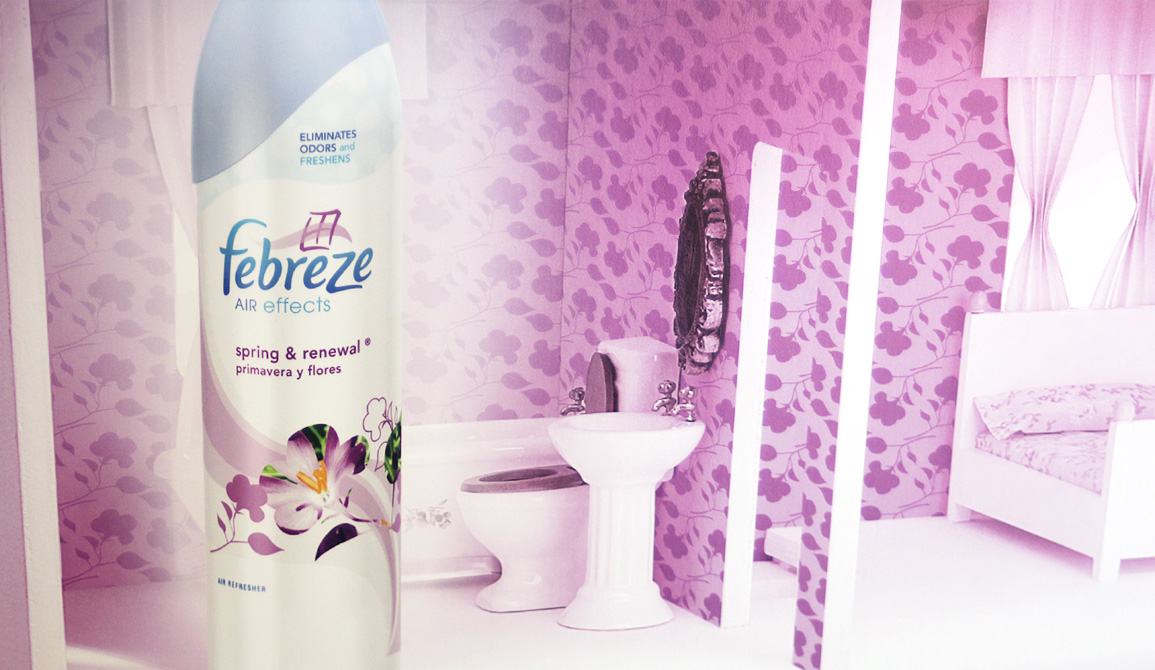 ELIMINATES
ODORS and
FRESHENS
febreze
AIR effects
spring & renewal®
primavera y flores
AIR REFRESHER